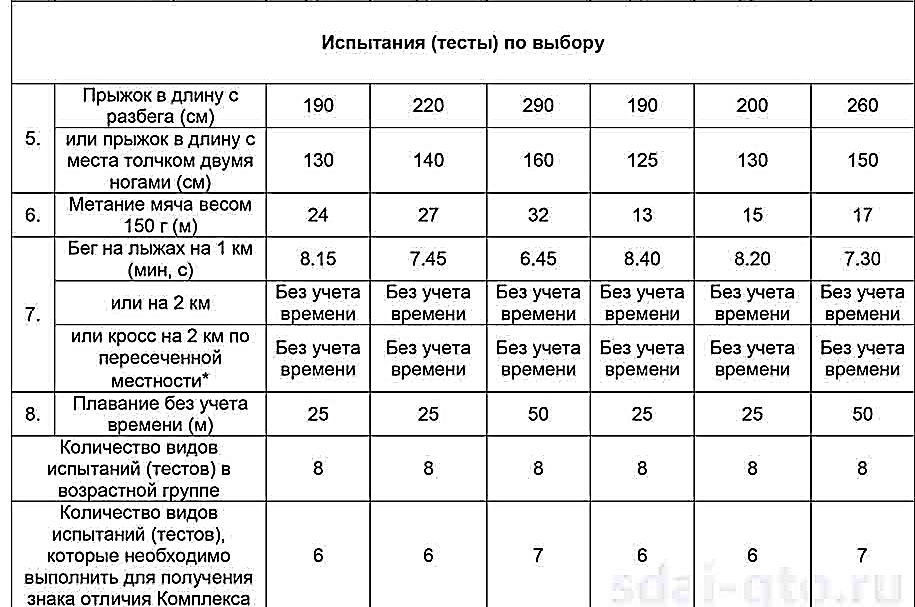 Испытания (тесты) по выбору
5.
Прыжок в длину с
разбега (см)
190 220 290 190 200 260
или прыжок в длину с
места толчком двумя
ногами (см)
130 140 160 125 130 150
6.
Метание мяча весом
150 г (м)
24 27 32 13 15 17
7.
Бег на лыжах на 1 км
(мин, с)
8.15 7.45 6.45 8.40 8.20 7.30
или на 2 км
Без учета Без учета Без учета Без учета Без учета Без учета
времени времени времени времени времени времени
или кросс на 2 км по
пересеченной
местности*
Без учета Без учета Без учета Без учета Без учета Без учета
времени времени времени времени времени времени
8.
Плавание без учета
времени (м)
25 25 50 25 25 50
Количество видов
испытаний (тестов) в
возрастной группе
8 8 8 8 8 8
Количество видов
испытаний (тестов),
которые необходимо
выполнить для получения
знака отличия Комплекса
6 6 7 6 6 7
sdai-gto.ru